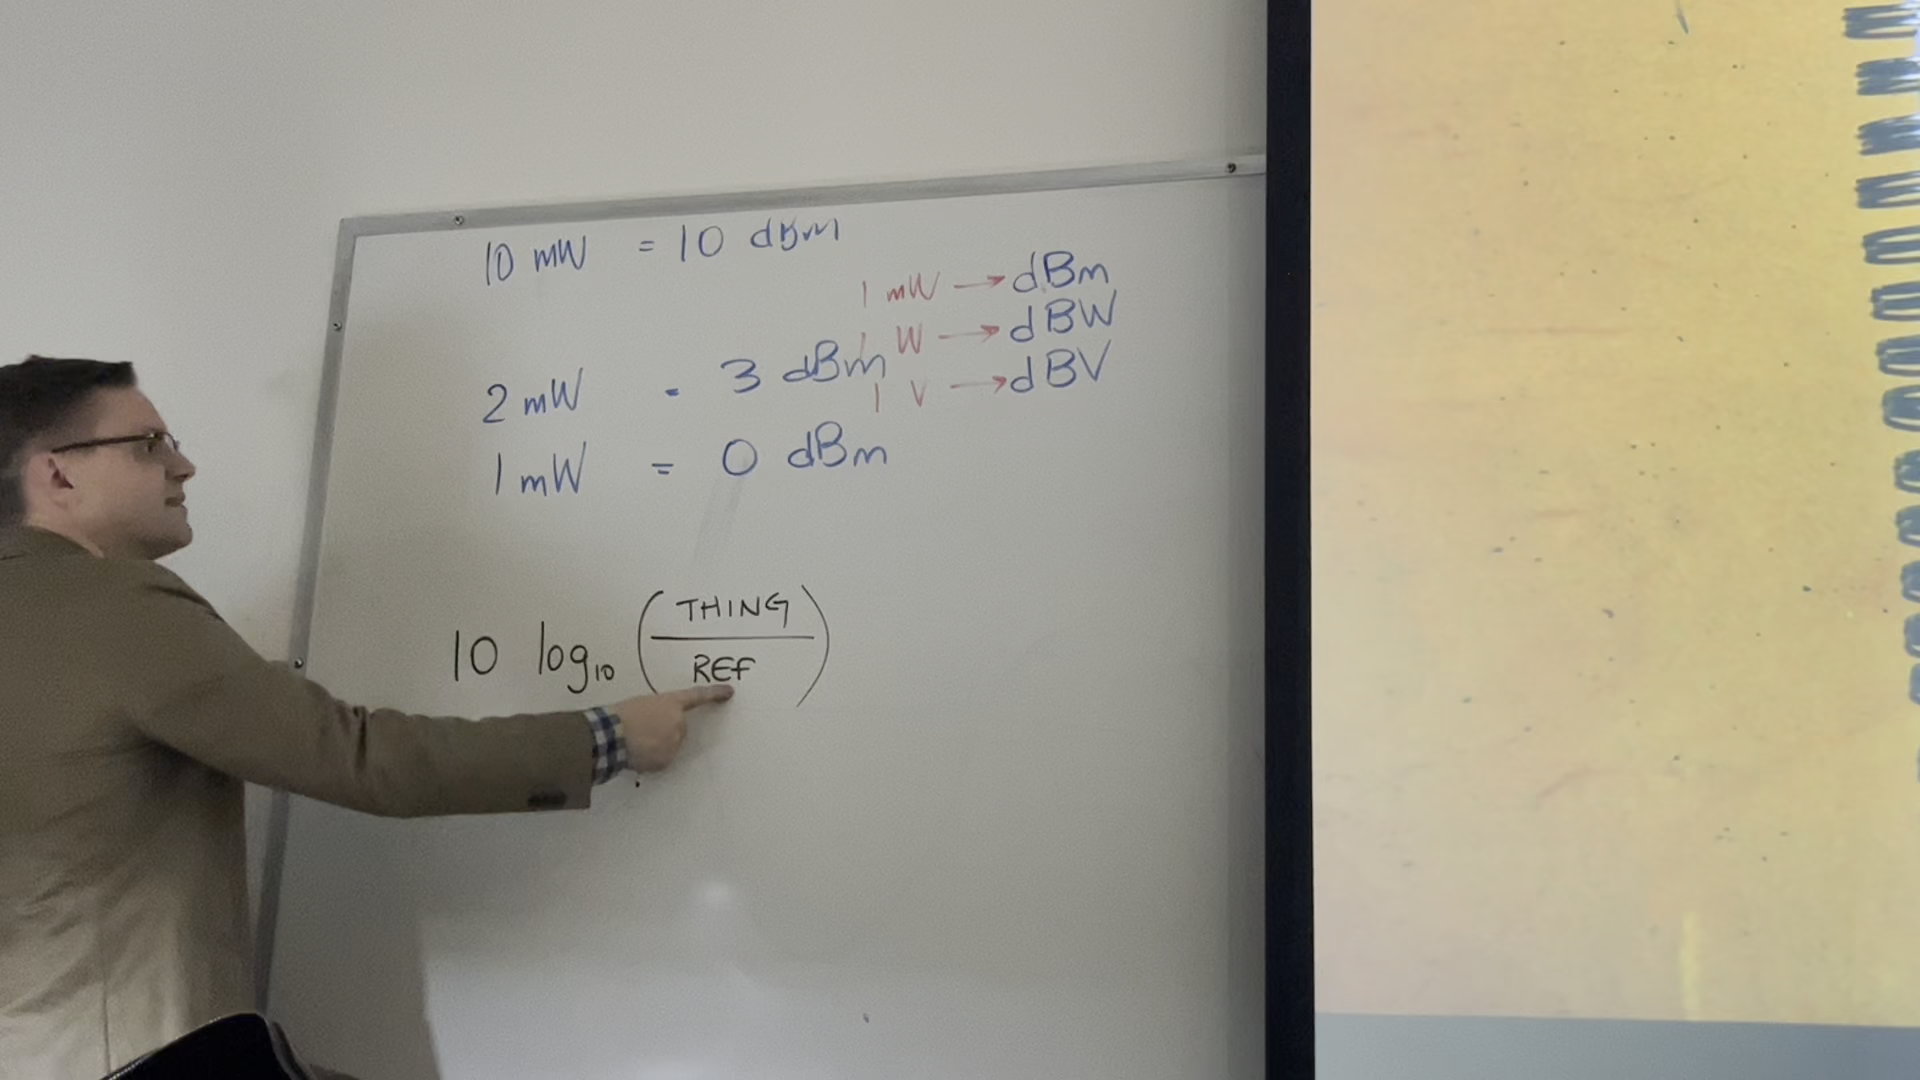 10 mW = 10 dBm
1 mW → dBm
1 W → dBW
1 V → dBV
2 mW = 3 dBm
1 mW = 0 dBm
10 log₁₀ (THING / REF)